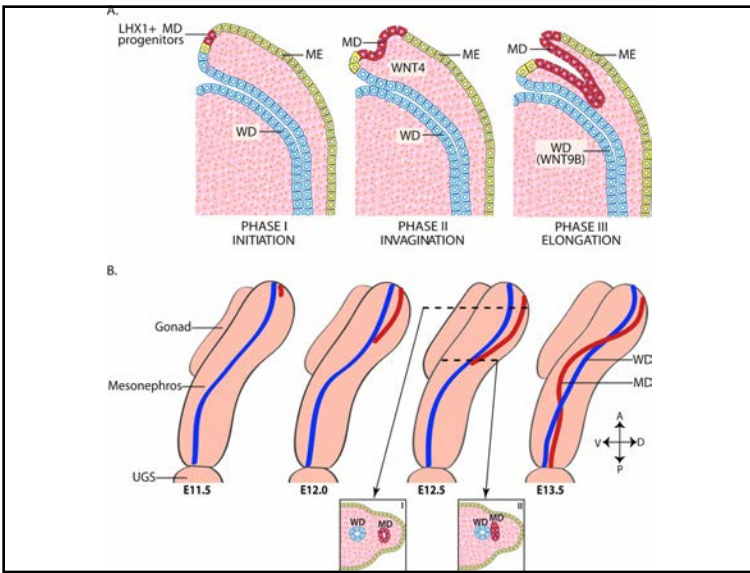 A.
LHX1+ MD
progenitors
ME
WD
PHASE I
INITIATION
MD
ME
WNT4
WD
PHASE II
INVAGINATION
MD
ME
WD
(WNT9B)
PHASE III
ELONGATION
B.
Gonad
Mesonephros
UGS
E11.5
E12.0
E12.5
E13.5
WD
MD
A
V
D
P
I
WD
MD
II
WD
MD